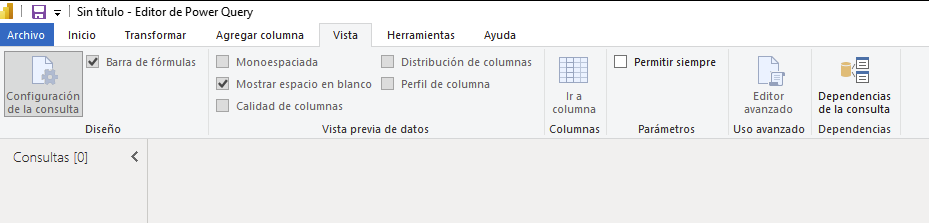 Sin título - Editor de Power Query
Archivo Inicio Transformar Agregar columna Vista Herramientas Ayuda
Configuración
de la consulta
Barra de fórmulas
Diseño
Monoespaciada
Mostrar espacio en blanco
Calidad de columnas
Distribución de columnas
Perfil de columna
Vista previa de datos
Ir a
columna
Columnas
Permitir siempre
Parámetros
Editor
avanzado
Uso avanzado
Dependencias
de la consulta
Dependencias
Consultas [0]